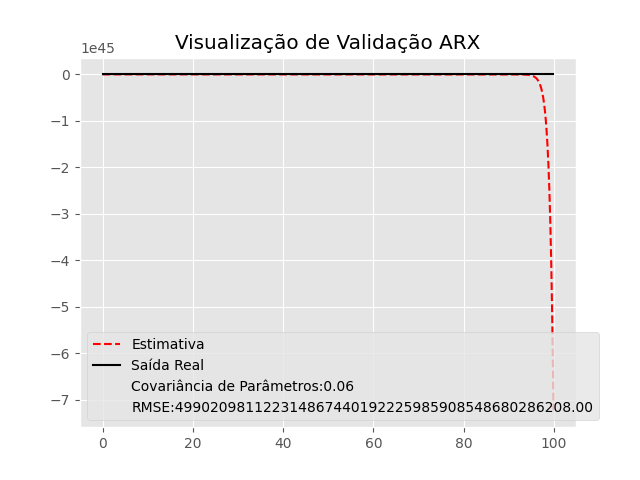 Visualização de Validação ARX
1e45
0
−1
−2
−3
−4
−5
−6
−7
Estimativa
Saída Real
Covariância de Parâmetros:0.06
RMSE:4990209811223148674401922259859085486802862​08.00
0 20 40 60 80 100